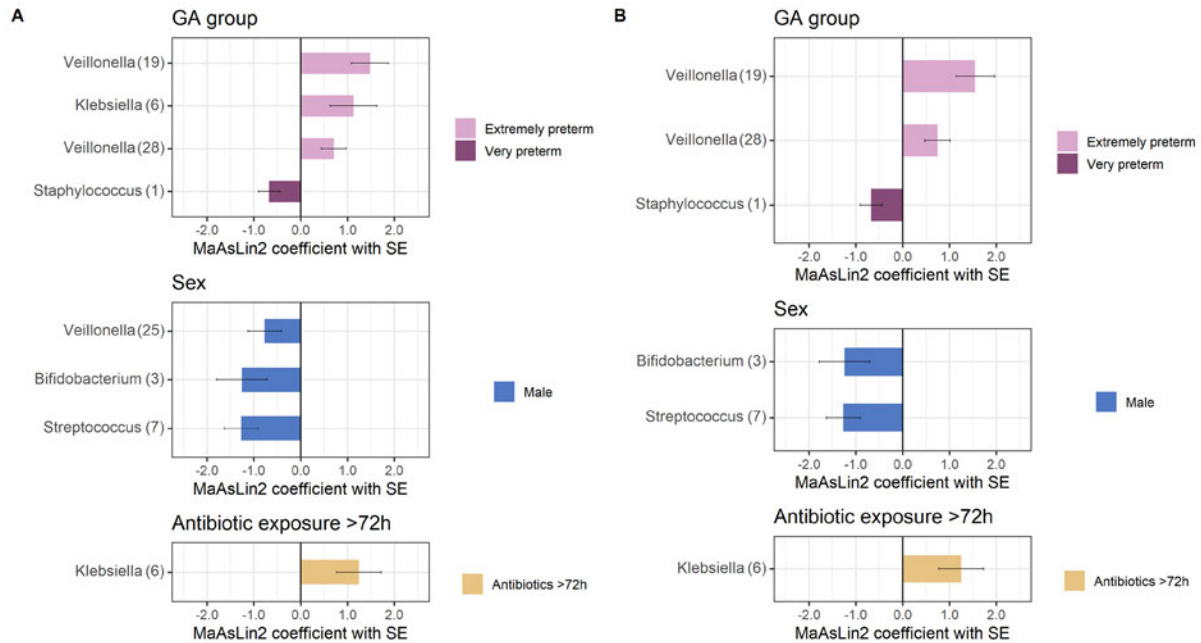 A
GA group
Veillonella (19)
Klebsiella (6)
Veillonella (28)
Staphylococcus (1)
Extremely preterm
Very preterm
-2.0 -1.0 0.0 1.0 2.0
MaAsLin2 coefficient with SE
Sex
Veillonella (25)
Bifidobacterium (3)
Streptococcus (7)
Male
-2.0 -1.0 0.0 1.0 2.0
MaAsLin2 coefficient with SE
Antibiotic exposure >72h
Klebsiella (6)
Antibiotics >72h
-2.0 -1.0 0.0 1.0 2.0
MaAsLin2 coefficient with SE
B
GA group
Veillonella (19)
Veillonella (28)
Staphylococcus (1)
Extremely preterm
Very preterm
-2.0 -1.0 0.0 1.0 2.0
MaAsLin2 coefficient with SE
Sex
Bifidobacterium (3)
Streptococcus (7)
Male
-2.0 -1.0 0.0 1.0 2.0
MaAsLin2 coefficient with SE
Antibiotic exposure >72h
Klebsiella (6)
Antibiotics >72h
-2.0 -1.0 0.0 1.0 2.0
MaAsLin2 coefficient with SE